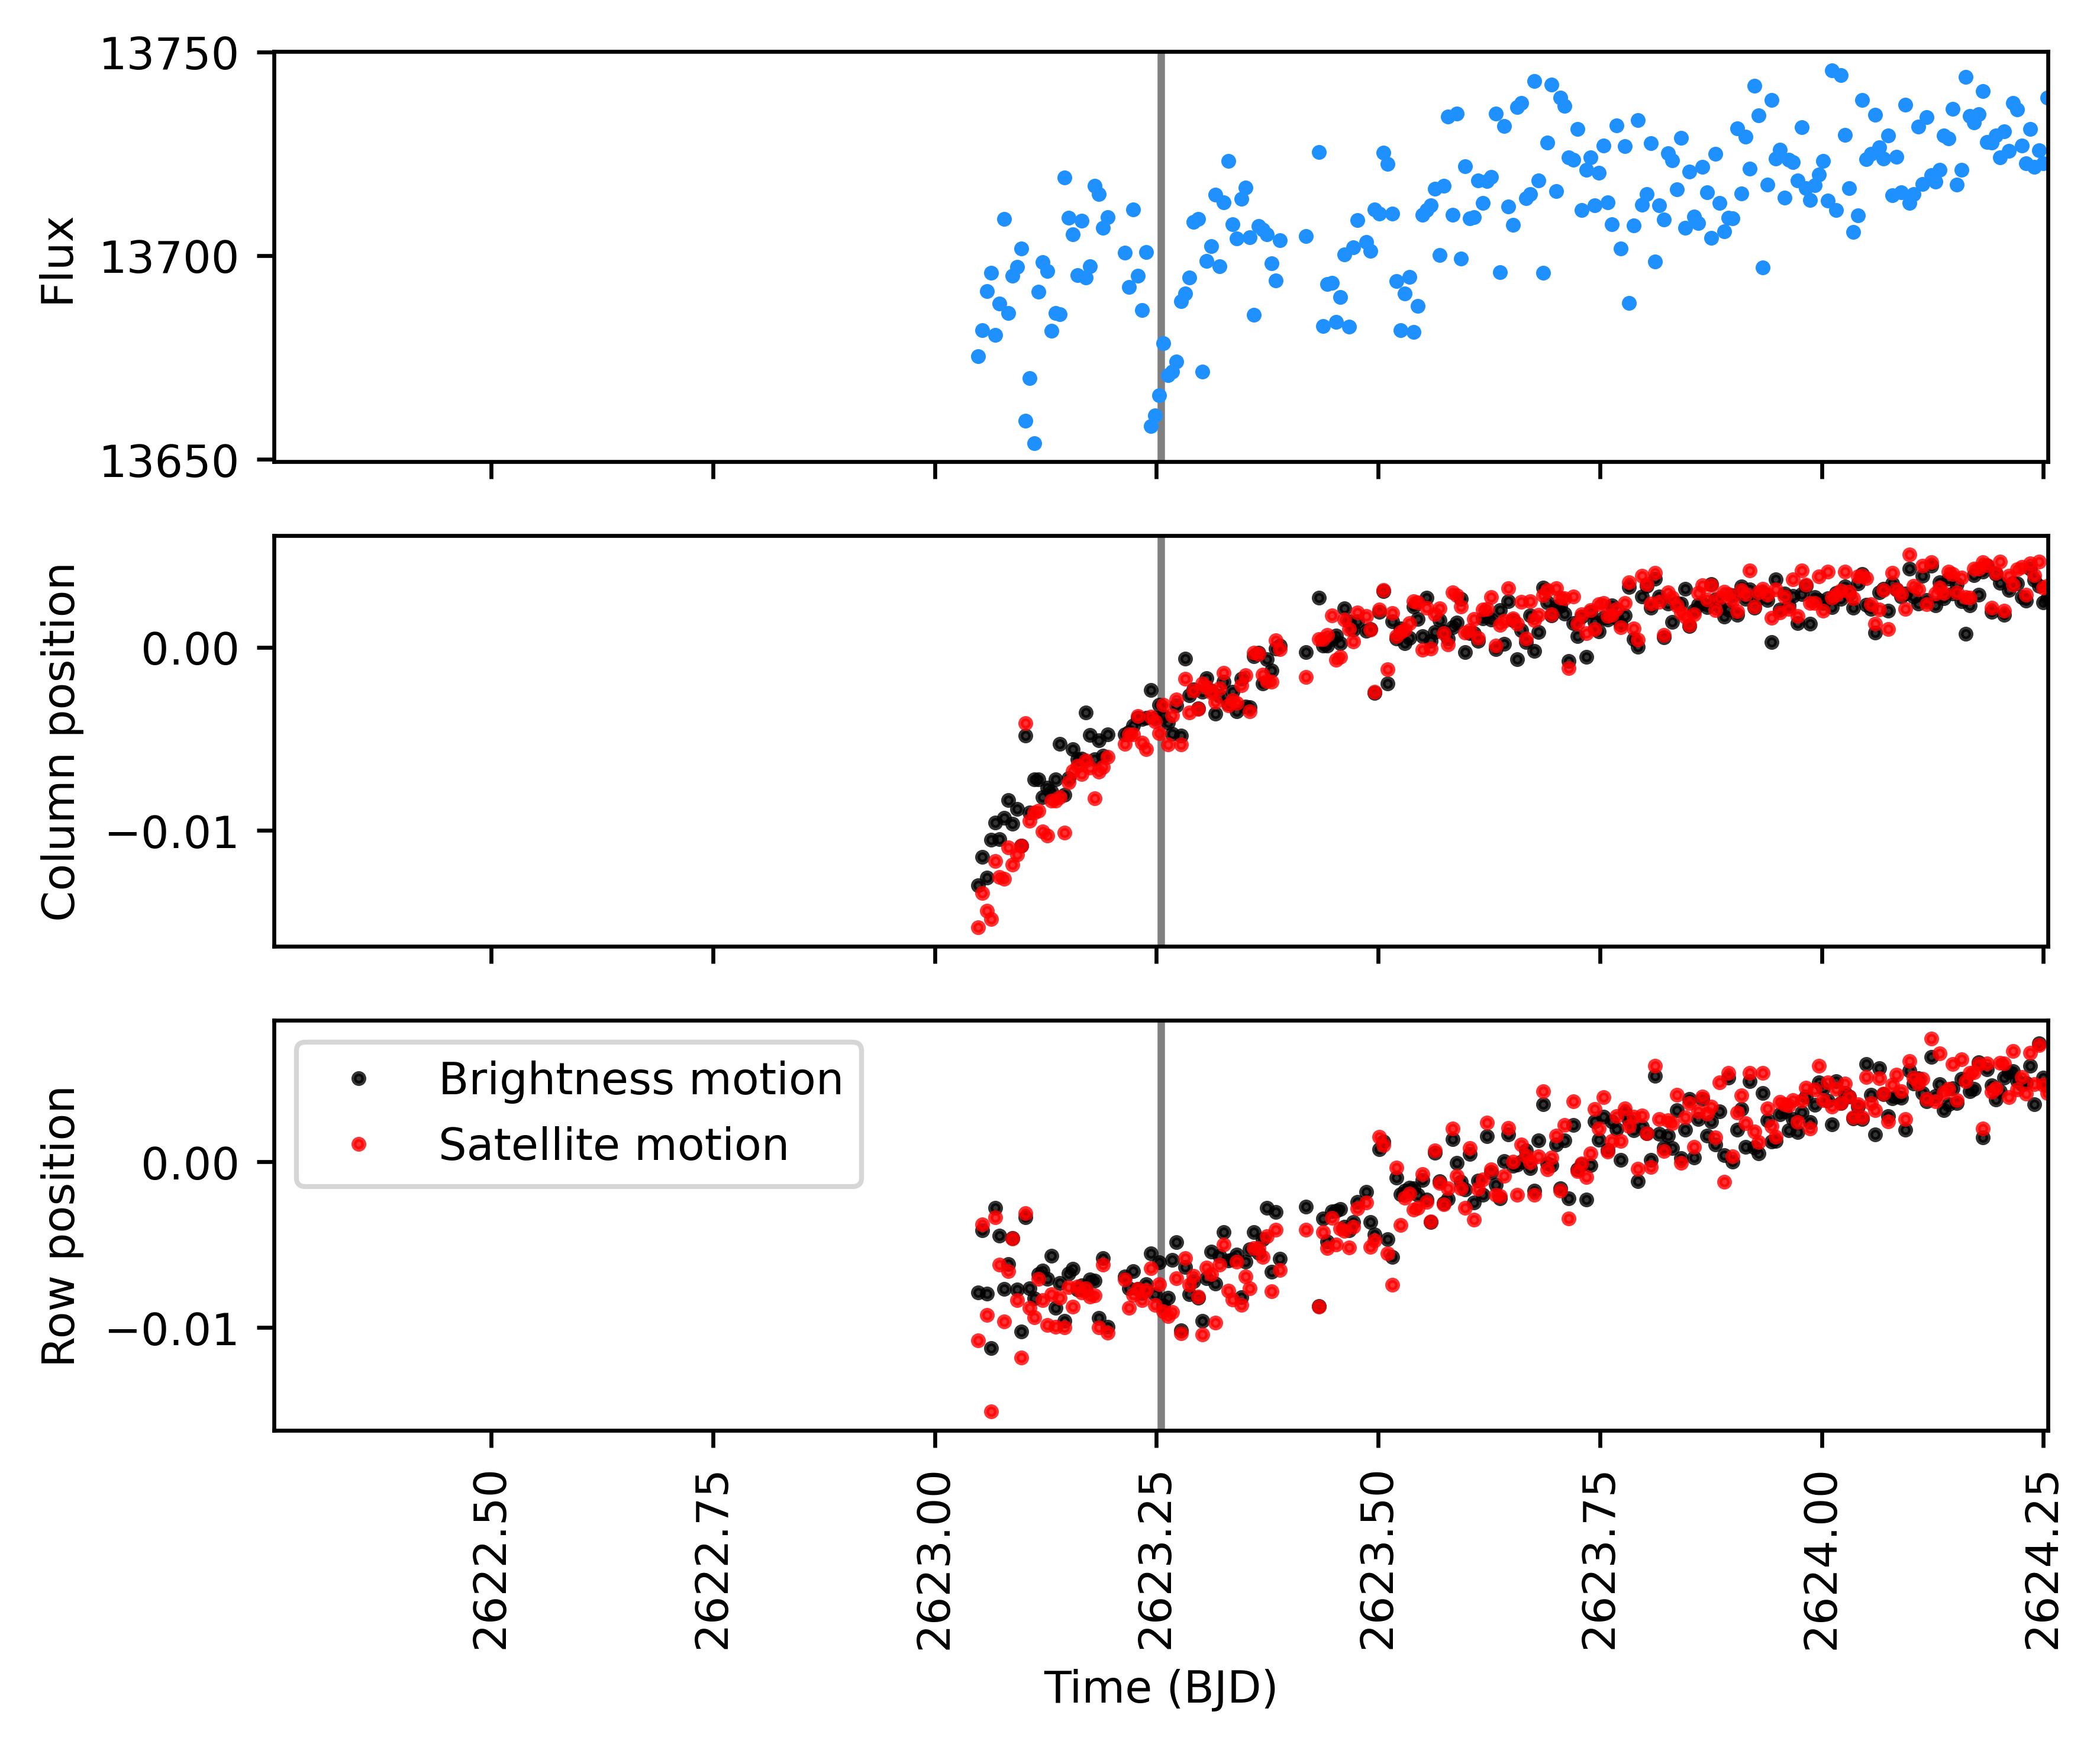 13750
13700
13650
Flux
0.00
−0.01
Column position
Brightness motion
Satellite motion
0.00
−0.01
Row position
2622.50
2622.75
2623.00
2623.25
2623.50
2623.75
2624.00
2624.25
Time (BJD)